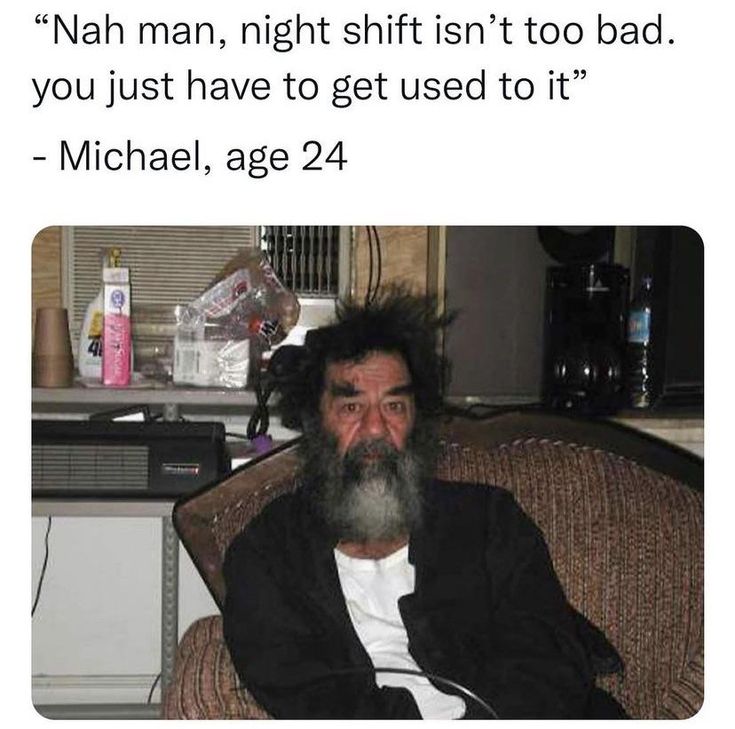 “Nah man, night shift isn’t too bad.
you just have to get used to it”
- Michael, age 24